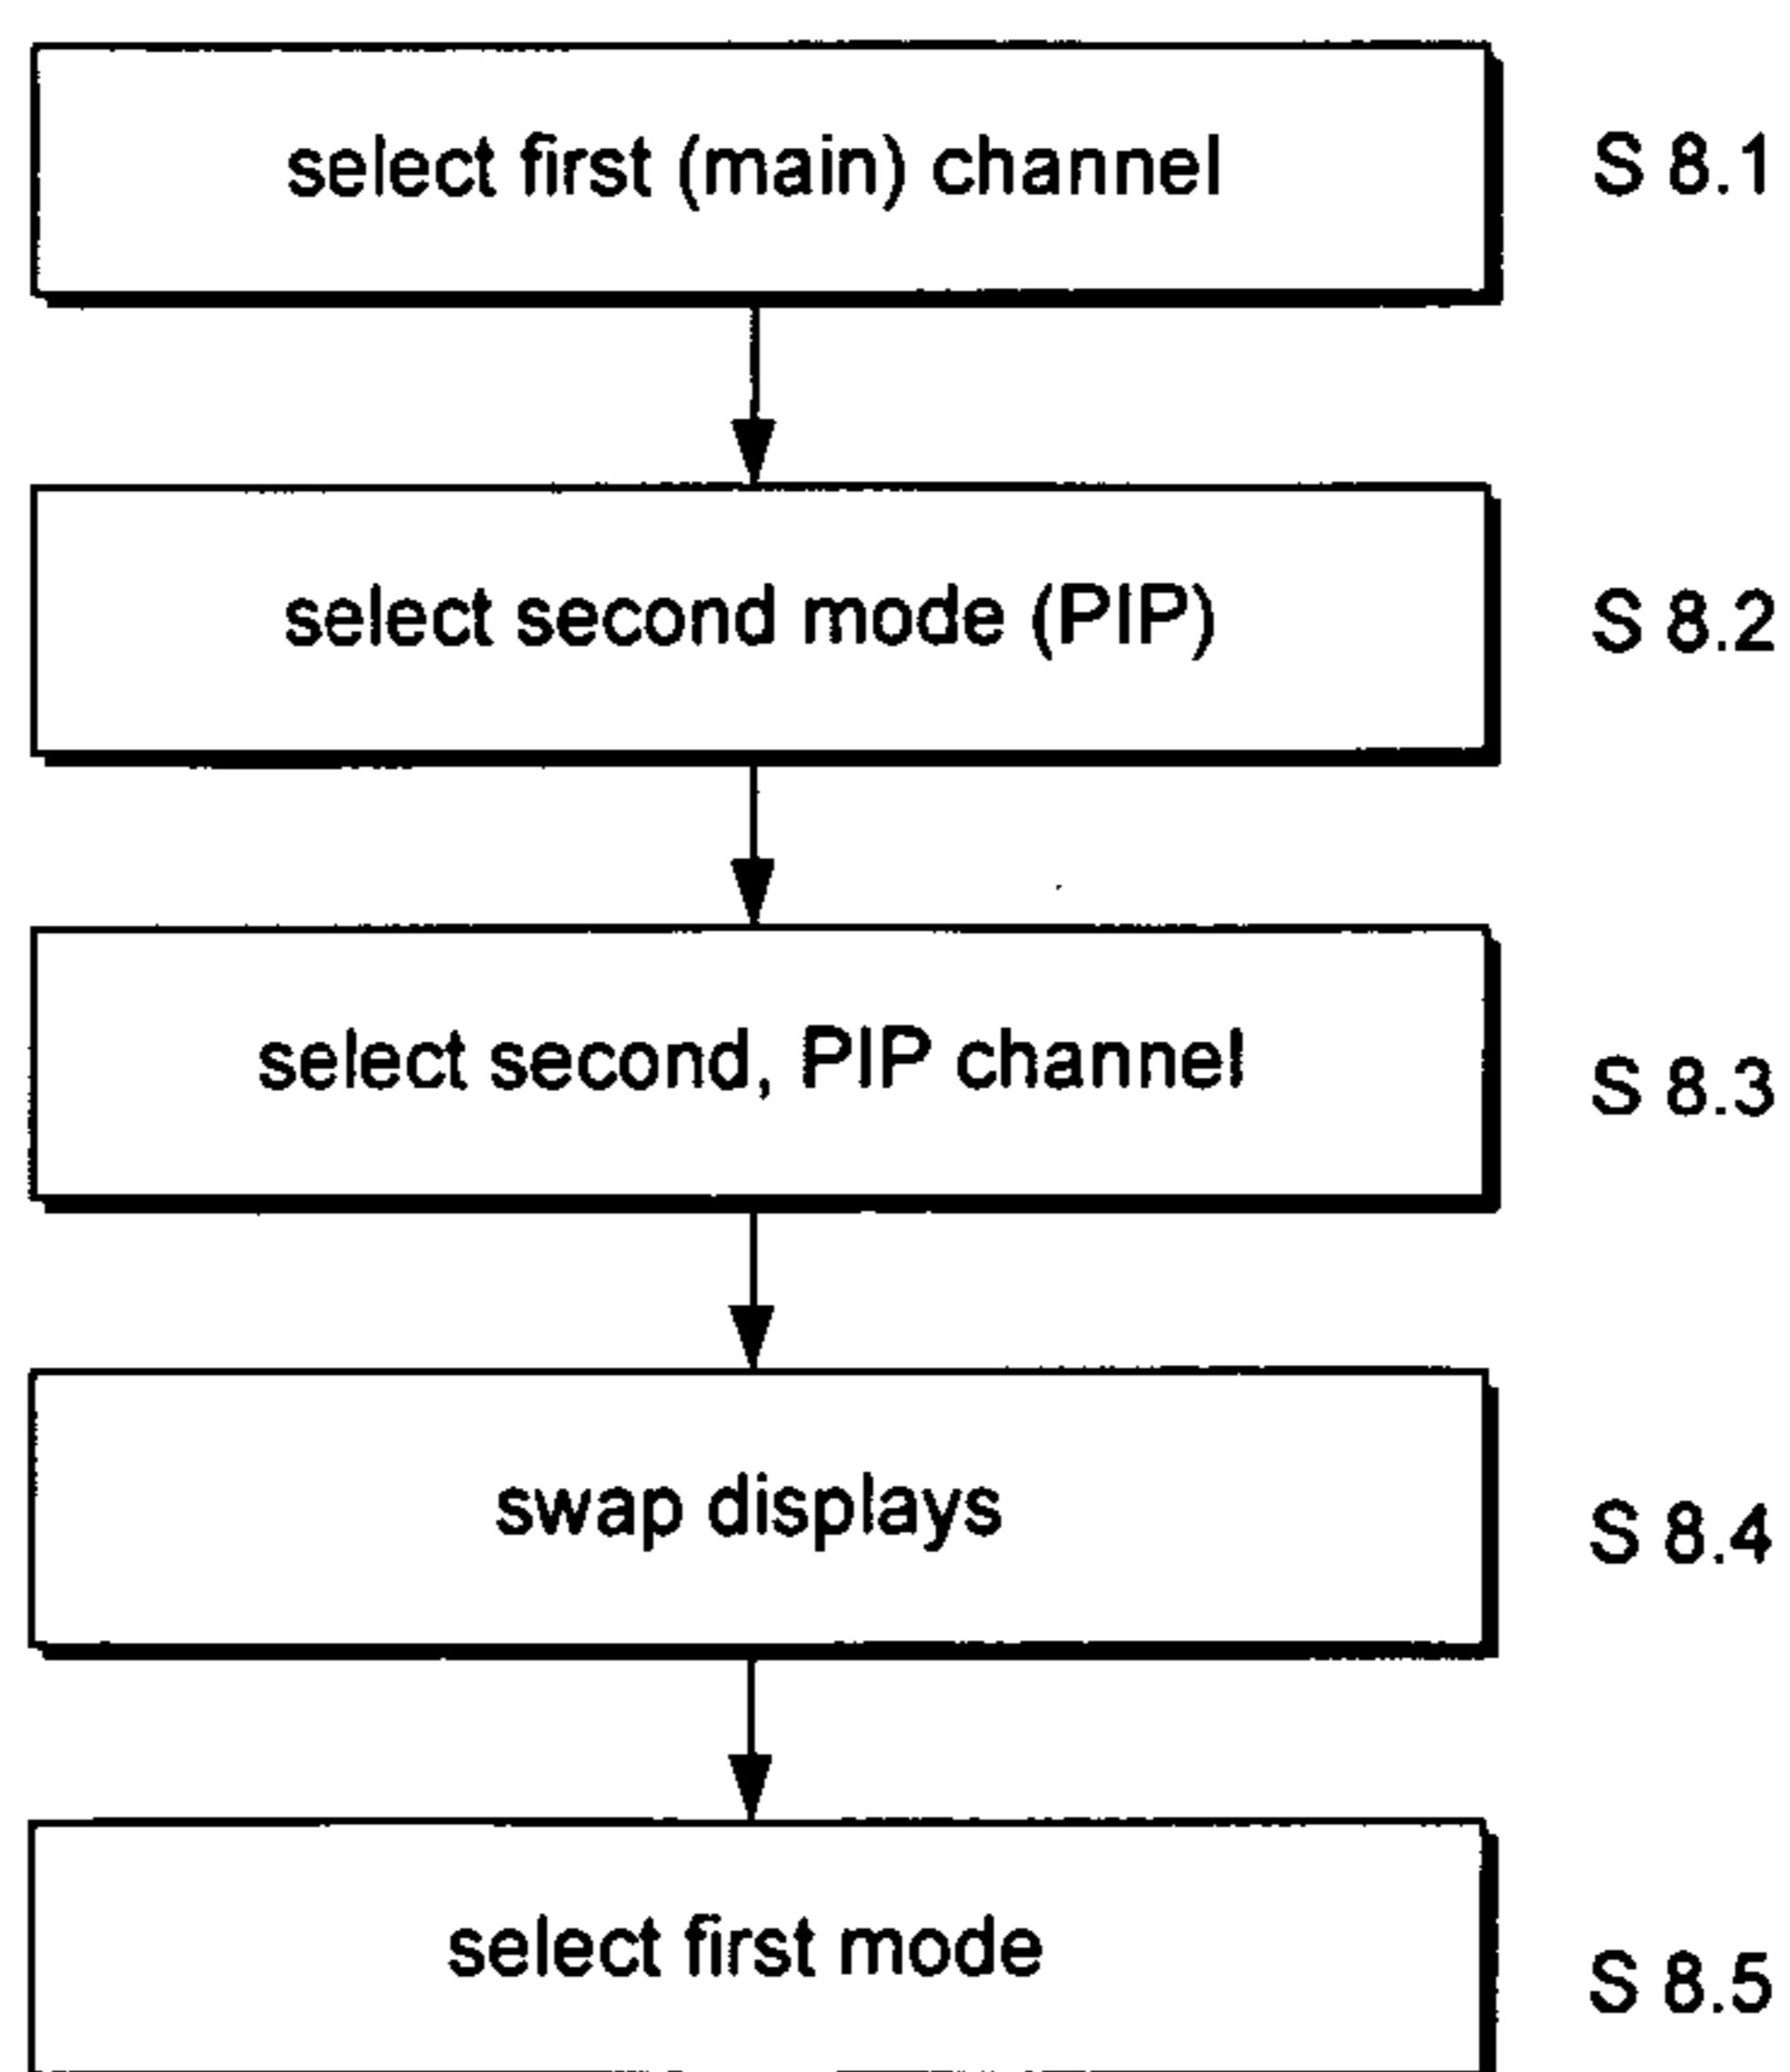 select first (main) channel S 8.1
select second mode (PIP) S 8.2
select second, PIP channel S 8.3
swap displays S 8.4
select first mode S 8.5